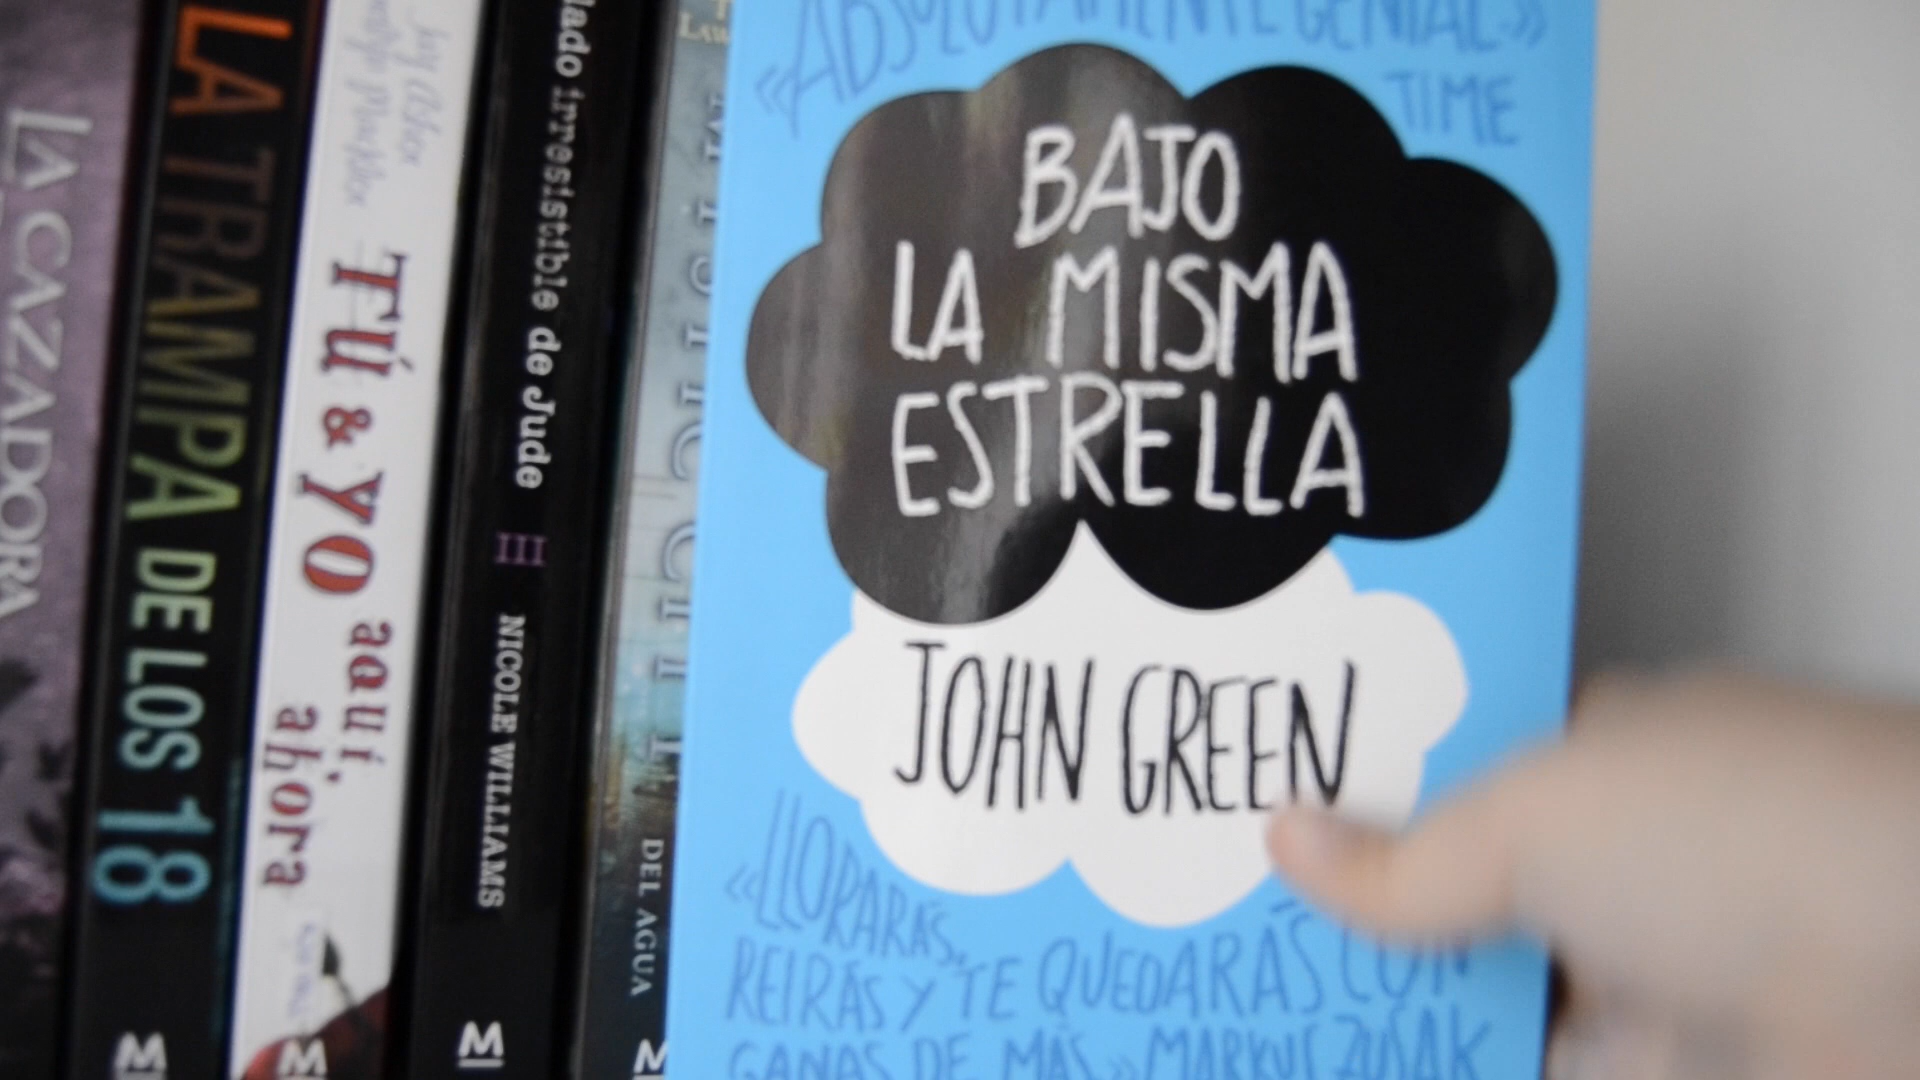 LA CAZADORA
LA TRAMPA DE LOS 18
TÚ & YO
aquí,
ahora
lado irresistible de Jude
III
NICOLE WILLIAMS
M
M
M
M
DEL AGUA
«ABSOLUTAMENTE GENIAL.»
TIME
BAJO
LA MISMA
ESTRELLA
JOHN GREEN
«LLORARÁS,
REIRÁS Y TE QUEDARÁS CON
GANAS DE MÁS.» MARKUS ZUSAK